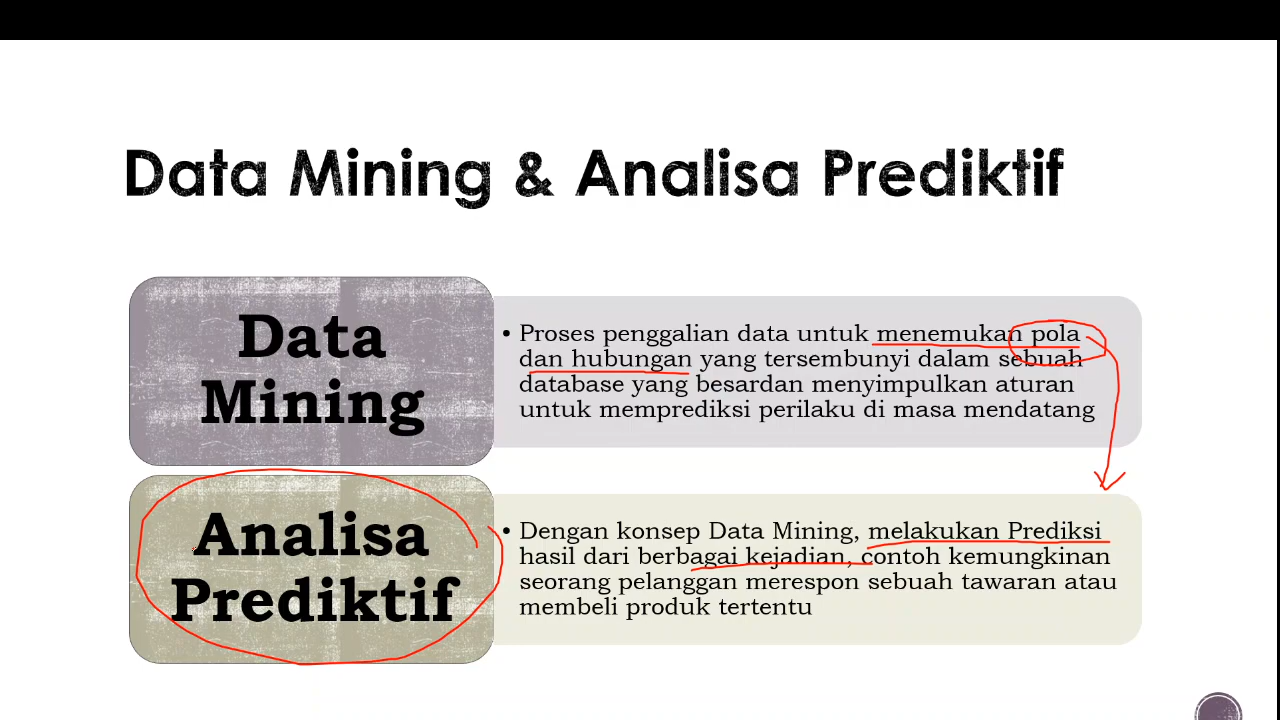 Data Mining & Analisa Prediktif
Data
Mining
• Proses penggalian data untuk menemukan pola
dan hubungan yang tersembunyi dalam sebuah
database yang besardan menyimpulkan aturan
untuk memprediksi perilaku di masa mendatang
Analisa
Prediktif
• Dengan konsep Data Mining, melakukan Prediksi
hasil dari berbagai kejadian, contoh kemungkinan
seorang pelanggan merespon sebuah tawaran atau
membeli produk tertentu